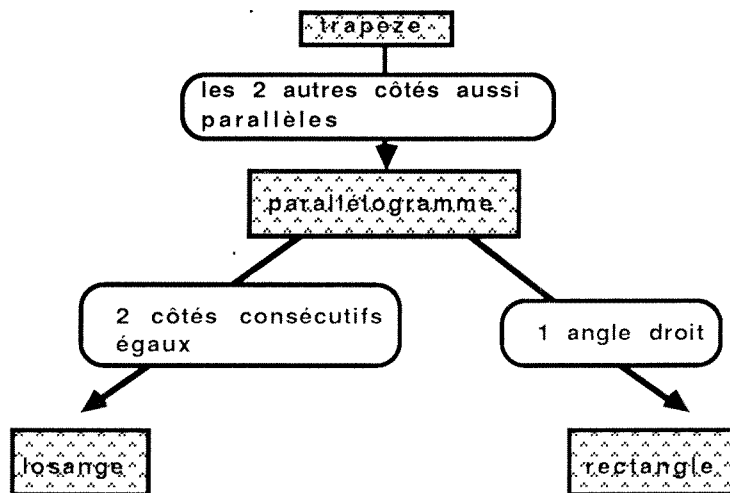 trapèze
les 2 autres côtés aussi
parallèles
parallélogramme
2 côtés consécutifs
égaux
1 angle droit
losange
rectangle